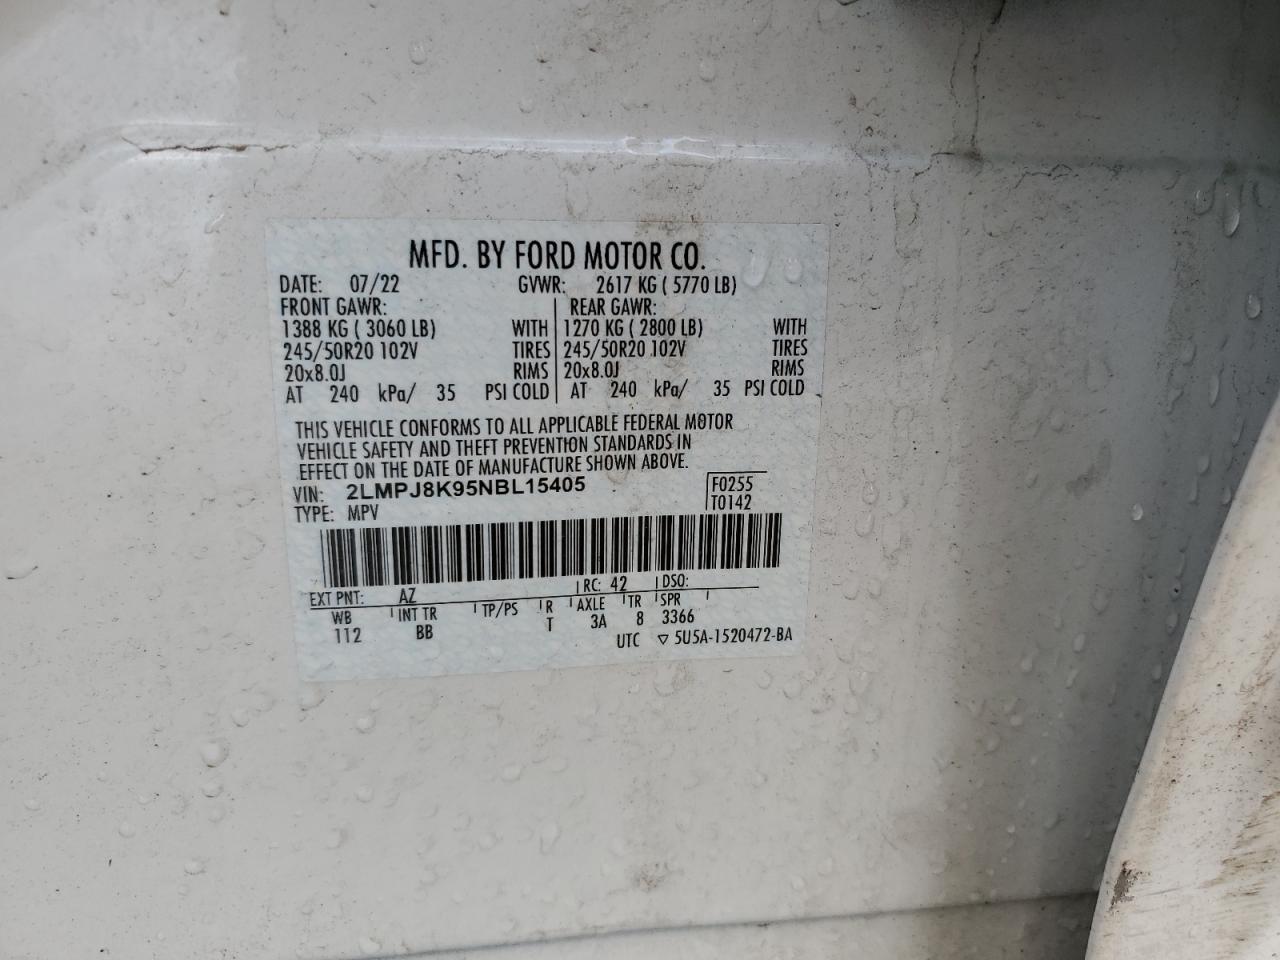 MFD. BY FORD MOTOR CO.
DATE: 07/22 GVWR: 2617 KG ( 5770 LB)
FRONT GAWR: REAR GAWR:
1388 KG ( 3060 LB) WITH 1270 KG ( 2800 LB) WITH
245/50R20 102V TIRES 245/50R20 102V TIRES
20x8.0J RIMS 20x8.0J RIMS
AT 240 kPa/ 35 PSI COLD AT 240 kPa/ 35 PSI COLD
THIS VEHICLE CONFORMS TO ALL APPLICABLE FEDERAL MOTOR
VEHICLE SAFETY AND THEFT PREVENTION STANDARDS IN
EFFECT ON THE DATE OF MANUFACTURE SHOWN ABOVE.
VIN: 2LMPJ8K95NBL15405 F0255
TYPE: MPV T0142
EXT PNT: AZ RC: 42 DSO:
WB INT TR TP/PS R AXLE TR SPR
112 BB T 3A 8 3366
UTC ▽ 5U5A-1520472-BA